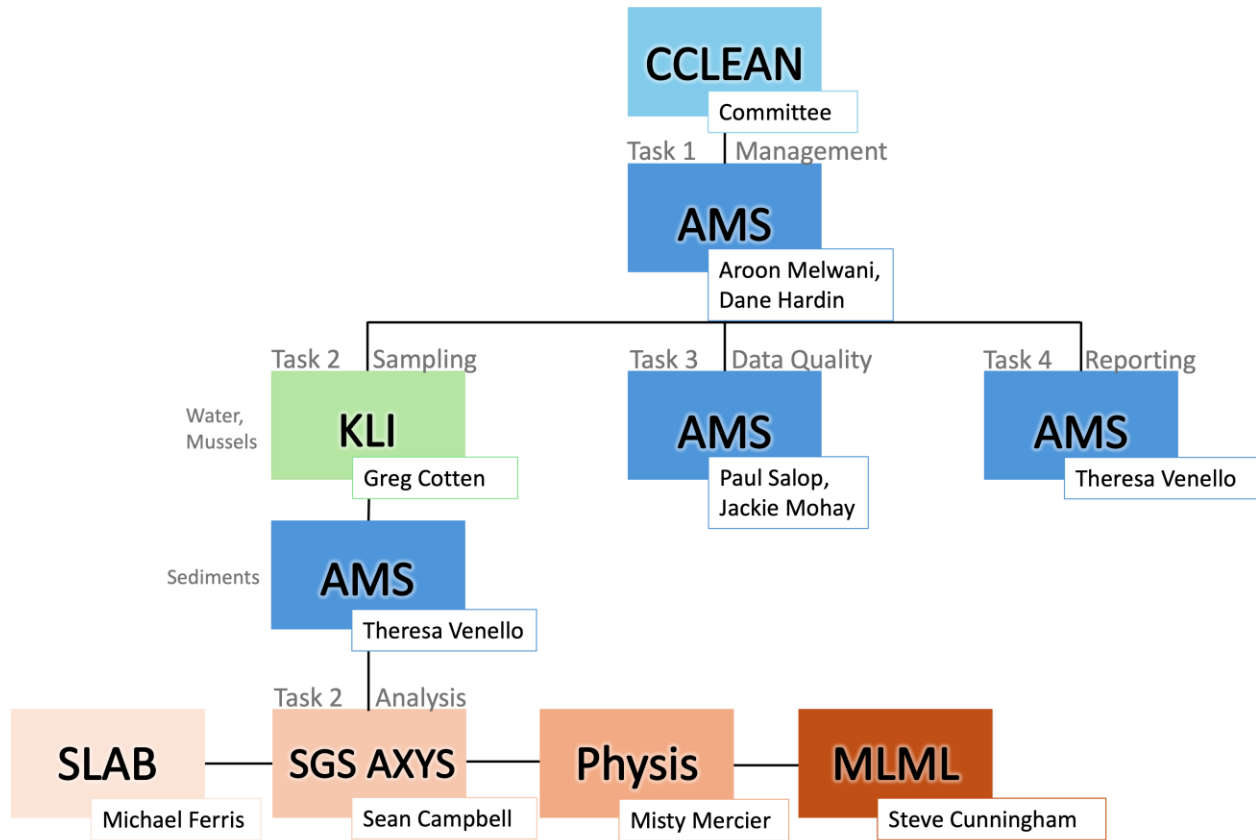 CCLEAN
Committee
Task 1 Management
AMS
Aroon Melwani,
Dane Hardin
Task 2 Sampling
Water,
Mussels
KLI
Greg Cotten
Task 3 Data Quality
AMS
Paul Salop,
Jackie Mohay
Task 4 Reporting
AMS
Theresa Venello
Sediments
AMS
Theresa Venello
Task 2 Analysis
SLAB
Michael Ferris
SGS AXYS
Sean Campbell
Physis
Misty Mercier
MLML
Steve Cunningham